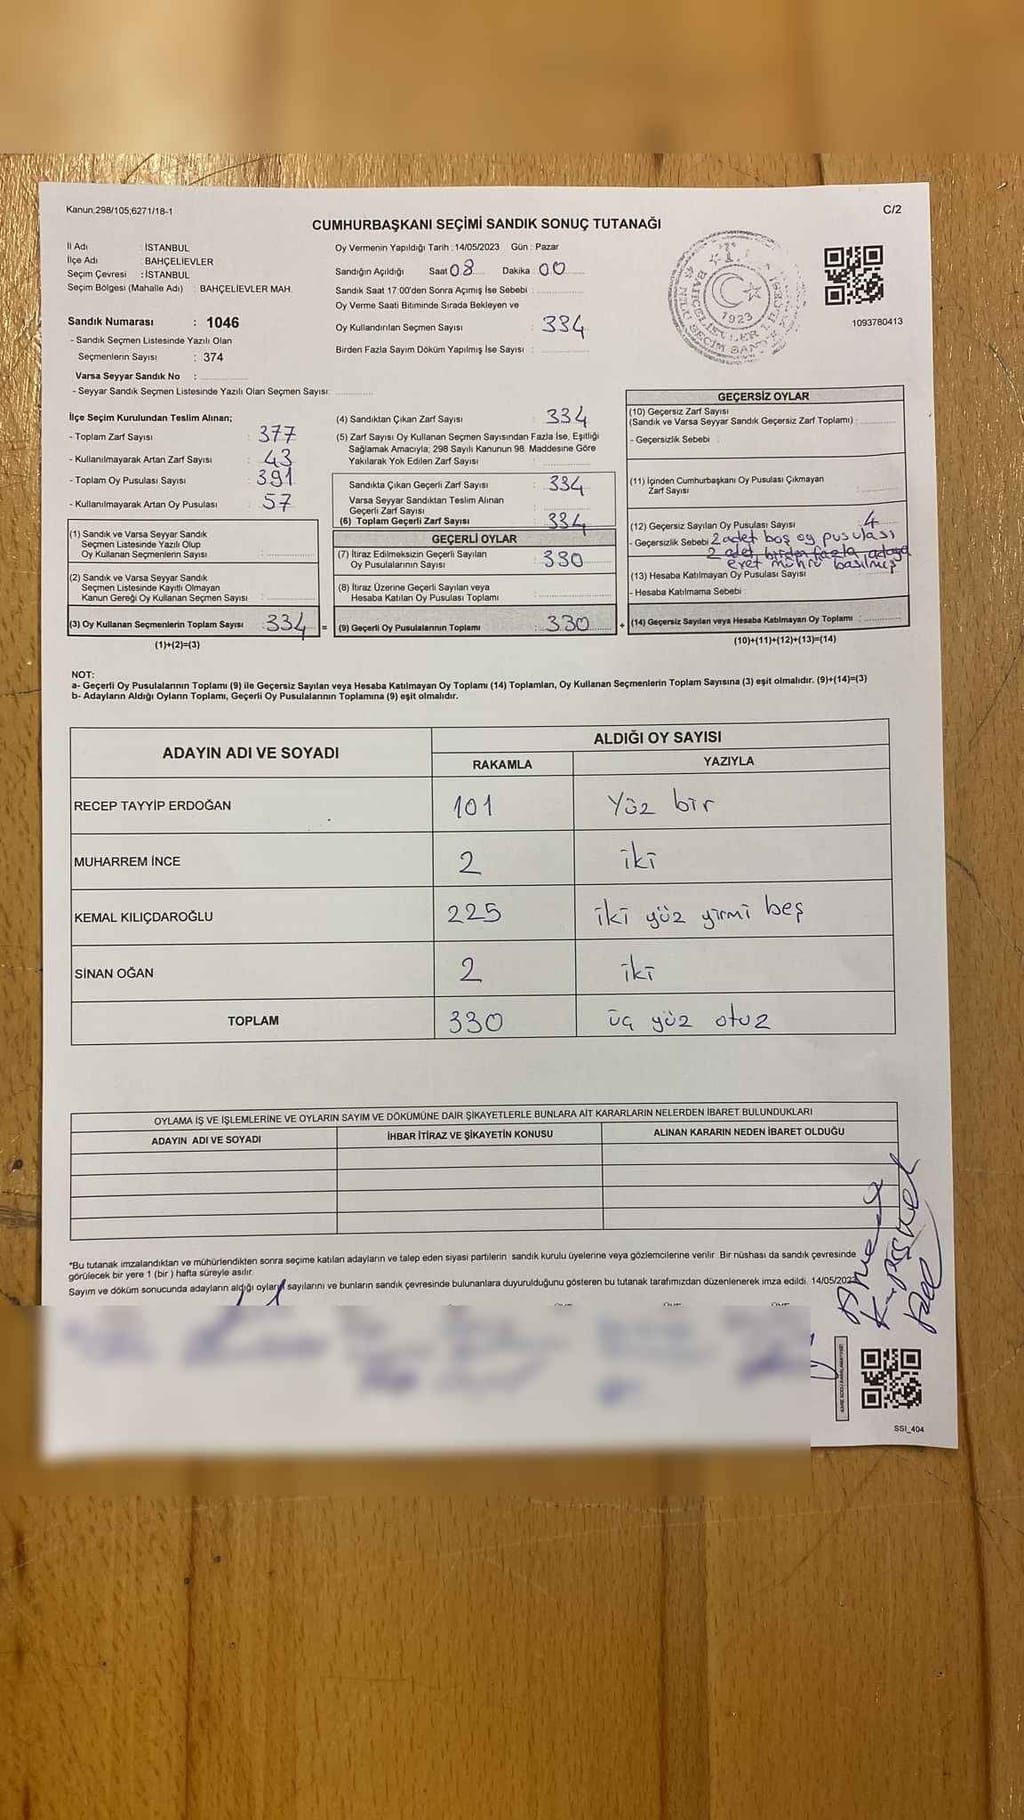 Kanun;298/105;6271/18-1
C/2
CUMHURBAŞKANI SEÇİMİ SANDIK SONUÇ TUTANAĞI
İl Adı : İSTANBUL
İlçe Adı : BAHÇELİEVLER
Seçim Çevresi : İSTANBUL
Seçim Bölgesi (Mahalle Adı) : BAHÇELİEVLER MAH.
Sandık Numarası : 1046
- Sandık Seçmen Listesinde Yazılı Olan
Seçmenlerin Sayısı : 374
Varsa Seyyar Sandık No :
- Seyyar Sandık Seçmen Listesinde Yazılı Olan Seçmen Sayısı:
Oy Vermenin Yapıldığı Tarih : 14/05/2023 Gün : Pazar
Sandığın Açıldığı Saat 08 Dakika 00
Sandık Saat 17:00'den Sonra Açımış İse Sebebi :
Oy Verme Saati Bitiminde Sırada Bekleyen ve
Oy Kullandırılan Seçmen Sayısı : 334
Birden Fazla Sayım Döküm Yapılmış İse Sayısı :
1923
1093780413
İlçe Seçim Kurulundan Teslim Alınan;
- Toplam Zarf Sayısı : 377
- Kullanılmayarak Artan Zarf Sayısı : 43
- Toplam Oy Pusulası Sayısı : 391
- Kullanılmayarak Artan Oy Pusulası : 57
(1) Sandık ve Varsa Seyyar Sandık
Seçmen Listesinde Yazılı Olup
Oy Kullanan Seçmenlerin Sayısı :
(2) Sandık ve Varsa Seyyar Sandık
Seçmen Listesinde Kayıtlı Olmayan
Kanun Gereği Oy Kullanan Seçmen Sayısı :
(3) Oy Kullanan Seçmenlerin Toplam Sayısı : 334 =
(1)+(2)=(3)
(4) Sandıktan Çıkan Zarf Sayısı : 334
(5) Zarf Sayısı Oy Kullanan Seçmen Sayısından Fazla İse, Eşitliği
Sağlamak Amacıyla; 298 Sayılı Kanunun 98. Maddesine Göre
Yakılarak Yok Edilen Zarf Sayısı :
Sandıkta Çıkan Geçerli Zarf Sayısı : 334
Varsa Seyyar Sandıktan Teslim Alınan
Geçerli Zarf Sayısı :
(6) Toplam Geçerli Zarf Sayısı : 334
GEÇERLİ OYLAR
(7) İtiraz Edilmeksizin Geçerli Sayılan
Oy Pusulalarının Sayısı : 330
(8) İtiraz Üzerine Geçerli Sayılan veya
Hesaba Katılan Oy Pusulası Toplamı :
(9) Geçerli Oy Pusulalarının Toplamı : 330 +
GEÇERSİZ OYLAR
(10) Geçersiz Zarf Sayısı
(Sandık ve Varsa Seyyar Sandık Geçersiz Zarf Toplamı) :
- Geçersizlik Sebebi :
(11) İçinden Cumhurbaşkanı Oy Pusulası Çıkmayan
Zarf Sayısı :
(12) Geçersiz Sayılan Oy Pusulası Sayısı : 4
- Geçersizlik Sebebi 2 adet boş oy pusulası
2 adet birden fazla adaya
evet mührü basılmış
(13) Hesaba Katılmayan Oy Pusulası Sayısı :
- Hesaba Katılmama Sebebi :
(14) Geçersiz Sayılan veya Hesaba Katılmayan Oy Toplamı :
(10)+(11)+(12)+(13)=(14)
NOT:
a- Geçerli Oy Pusulalarının Toplamı (9) ile Geçersiz Sayılan veya Hesaba Katılmayan Oy Toplamı (14) Toplamları, Oy Kullanan Seçmenlerin Toplam Sayısına (3) eşit olmalıdır. (9)+(14)=(3)
b- Adayların Aldığı Oyların Toplamı, Geçerli Oy Pusulalarının Toplamına (9) eşit olmalıdır.
ADAYIN ADI VE SOYADI
ALDIĞI OY SAYISI
RAKAMLA YAZIYLA
RECEP TAYYİP ERDOĞAN 101 Yüz bir
MUHARREM İNCE 2 iki
KEMAL KILIÇDAROĞLU 225 iki yüz yirmi beş
SİNAN OĞAN 2 iki
TOPLAM 330 üç yüz otuz
OYLAMA İŞ VE İŞLEMLERİNE VE OYLARIN SAYIM VE DÖKÜMÜNE DAİR ŞİKAYETLERLE BUNLARA AİT KARARLARIN NELERDEN İBARET BULUNDUKLARI
ADAYIN ADI VE SOYADI İHBAR İTİRAZ VE ŞİKAYETİN KONUSU ALINAN KARARIN NEDEN İBARET OLDUĞU
*Bu tutanak imzalandıktan ve mühürlendikten sonra seçime katılan adayların ve talep eden siyasi partilerin sandık kurulu üyelerine veya gözlemcilerine verilir. Bir nüshası da sandık çevresinde
görülecek bir yere 1 (bir) hafta süreyle asılır.
Sayım ve döküm sonucunda adayların aldığı oyların sayılarını ve bunların sandık çevresinde bulunanlara duyurulduğunu gösteren bu tutanak tarafımızdan düzenlenerek imza edildi. 14/05/2023
SSI_404